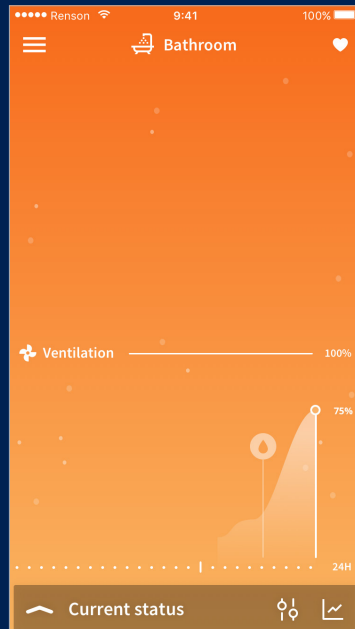 Renson 9:41 100%
Bathroom
Ventilation 100%
75%
24H
Current status